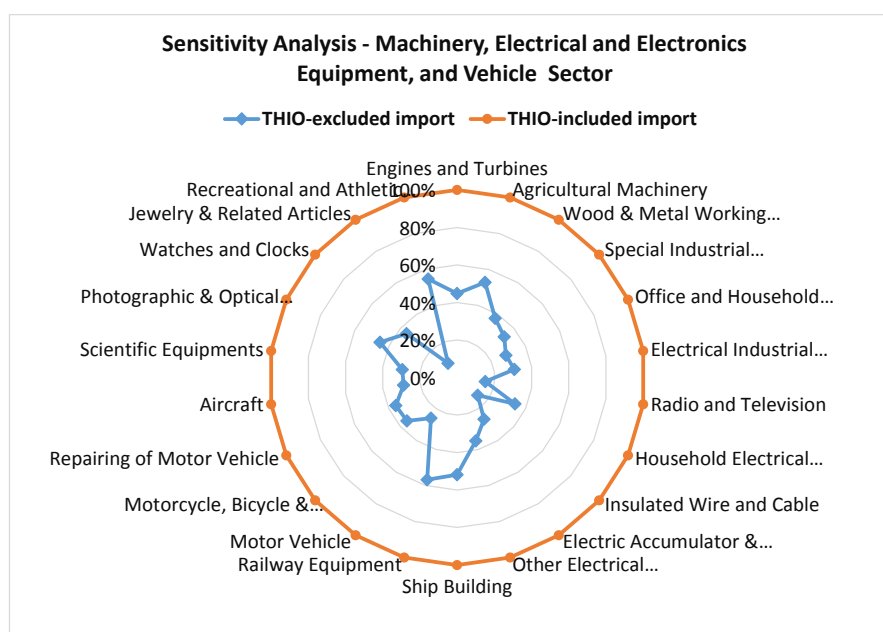 Sensitivity Analysis - Machinery, Electrical and Electronics
Equipment, and Vehicle Sector
THIO-excluded import
THIO-included import
Engines and Turbines
Recreational and Athletic
100%
Agricultural Machinery
Jewelry & Related Articles
Wood & Metal Working...
80%
Watches and Clocks
Special Industrial...
60%
Photographic & Optical...
40%
Office and Household...
20%
Scientific Equipments
Electrical Industrial...
0%
Aircraft
Radio and Television
Repairing of Motor Vehicle
Household Electrical...
Motorcycle, Bicycle &...
Insulated Wire and Cable
Motor Vehicle
Electric Accumulator &...
Railway Equipment
Other Electrical...
Ship Building